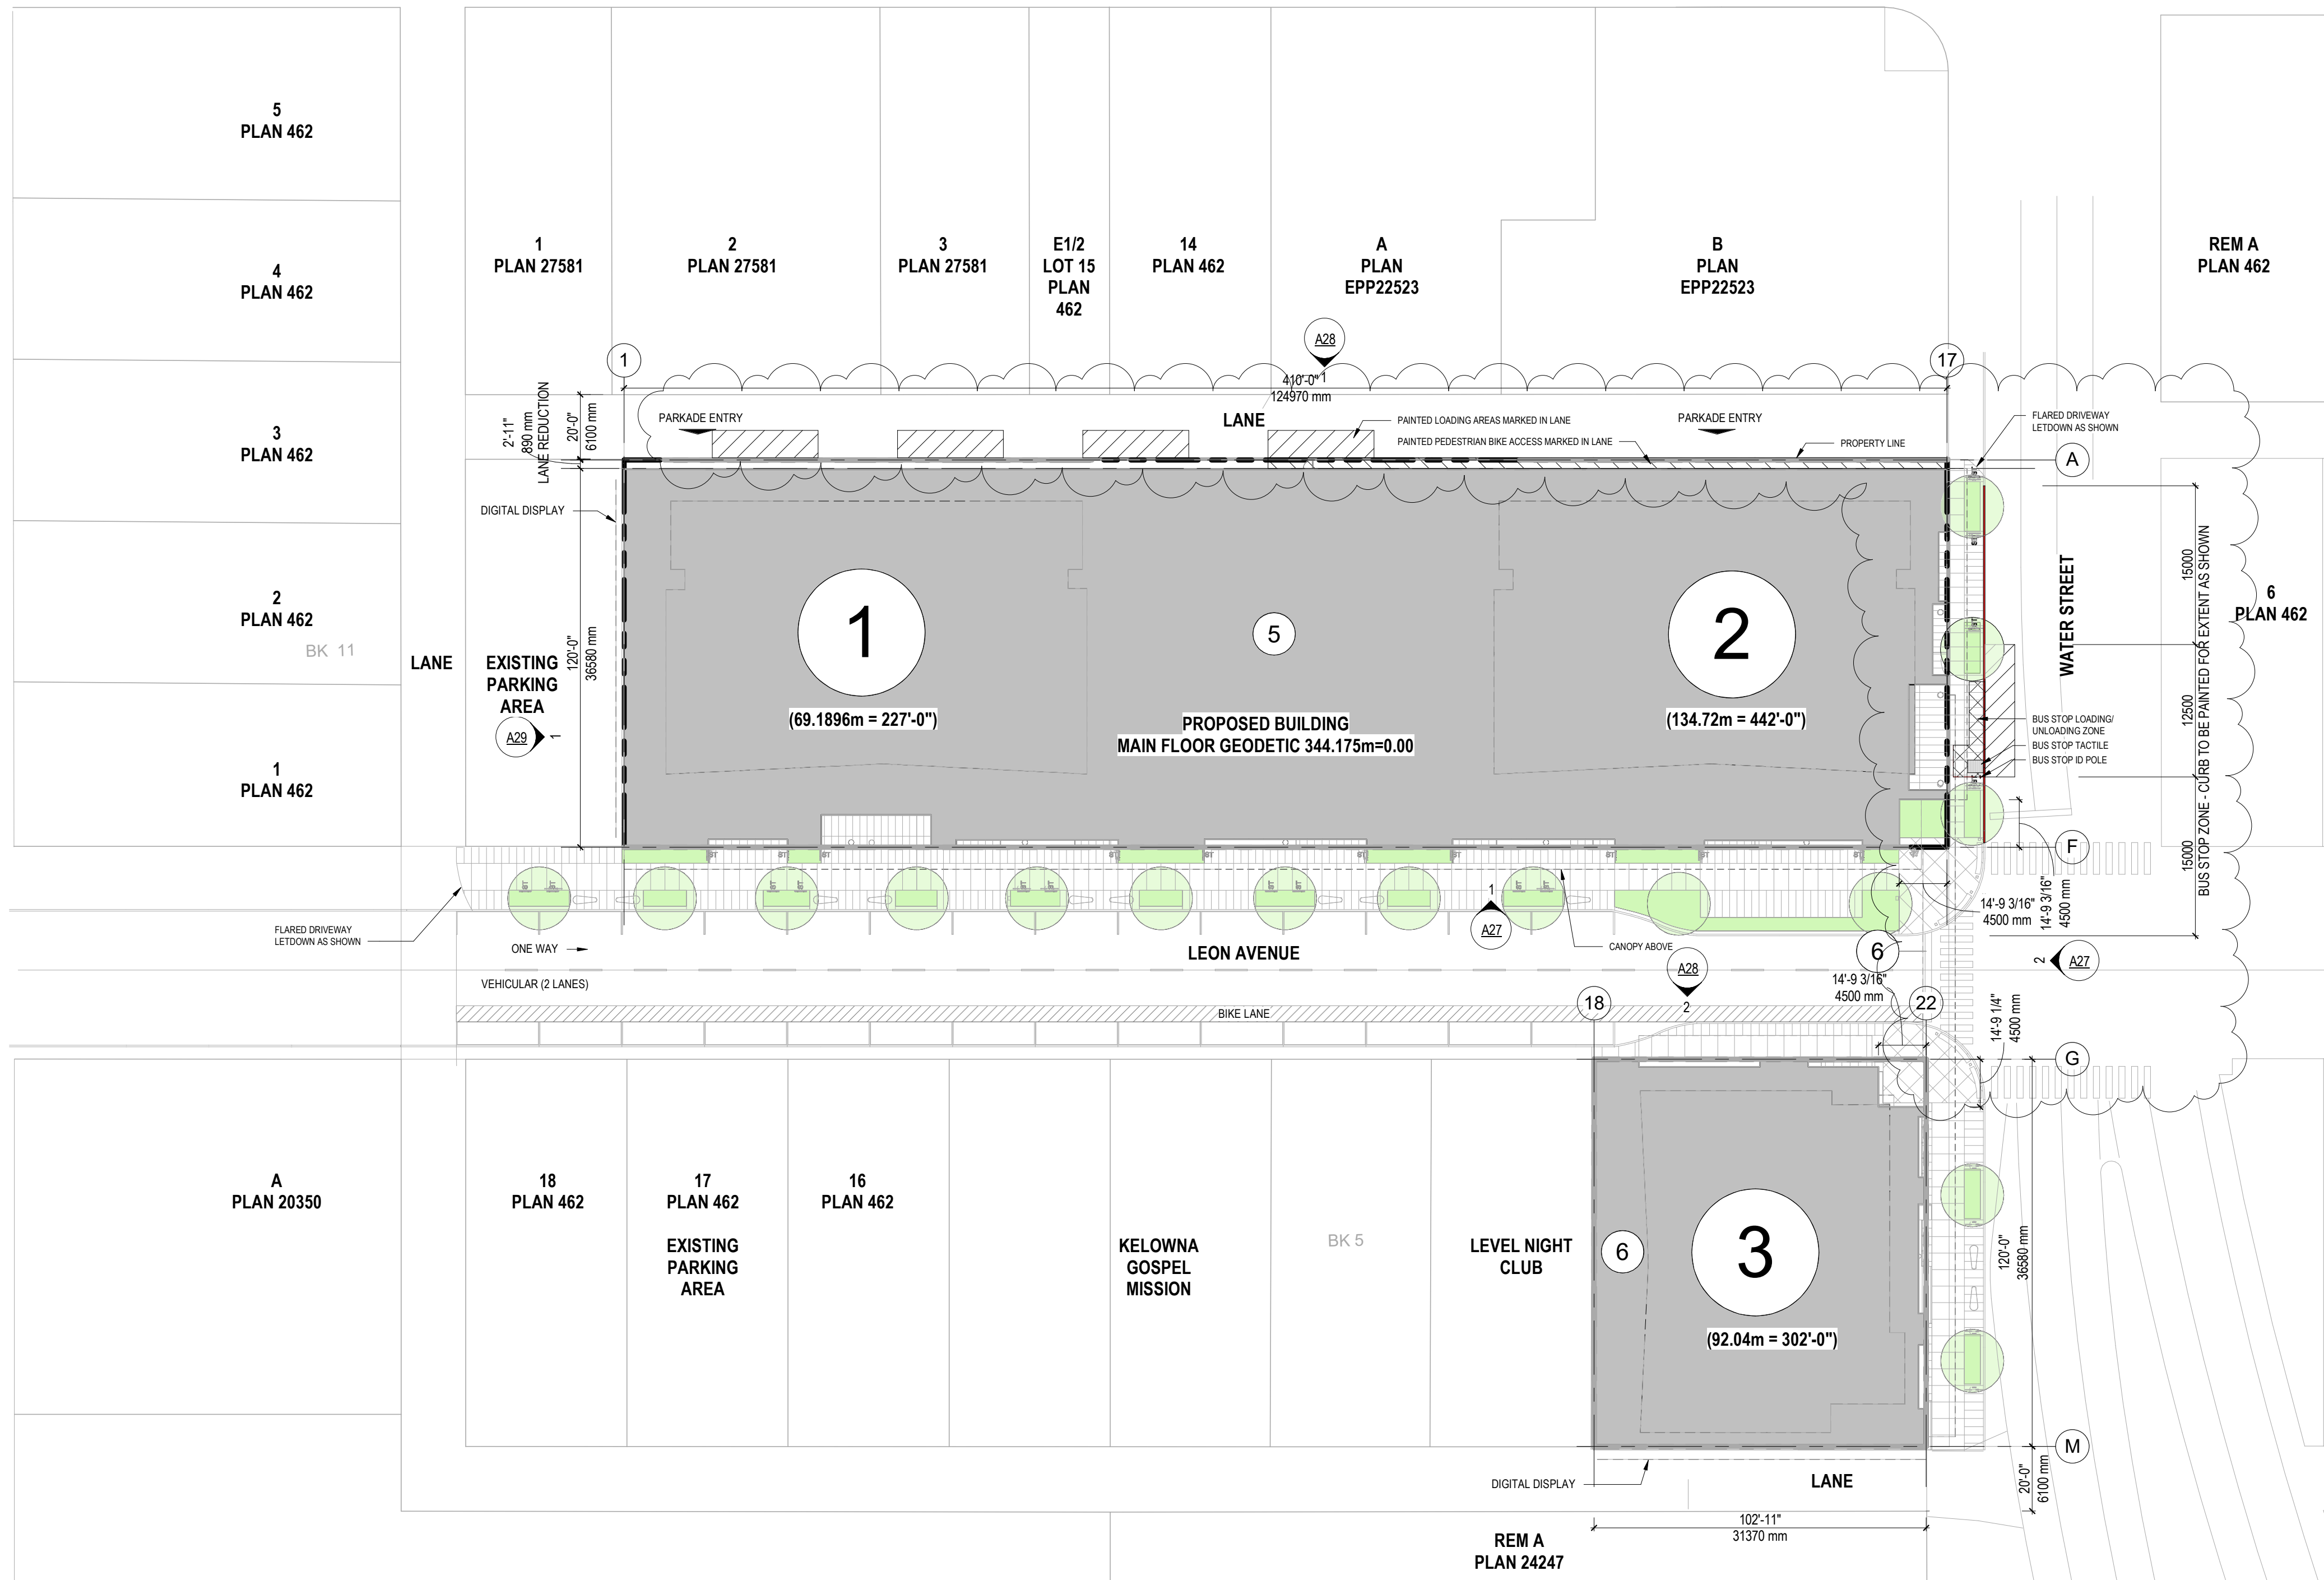 5
PLAN 462
4
PLAN 462
3
PLAN 462
2
PLAN 462
BK 11
1
PLAN 462
LANE
1
PLAN 27581
2
PLAN 27581
3
PLAN 27581
E1/2
LOT 15
PLAN
462
14
PLAN 462
A
PLAN
EPP22523
B
PLAN
EPP22523
REM A
PLAN 462
A28
1
1
17
410'-0"
124970 mm
2'-11"
890 mm
LANE REDUCTION
20'-0"
6100 mm
PARKADE ENTRY
LANE
PAINTED LOADING AREAS MARKED IN LANE
PAINTED PEDESTRIAN BIKE ACCESS MARKED IN LANE
PARKADE ENTRY
PROPERTY LINE
FLARED DRIVEWAY
LETDOWN AS SHOWN
A
DIGITAL DISPLAY
120'-0"
36580 mm
EXISTING
PARKING
AREA
A29
1
1
(69.1896m = 227'-0")
5
PROPOSED BUILDING
MAIN FLOOR GEODETIC 344.175m=0.00
2
(134.72m = 442'-0")
WATER STREET
15000
12500
15000
BUS STOP ZONE - CURB TO BE PAINTED FOR EXTENT AS SHOWN
6
PLAN 462
BUS STOP LOADING/
UNLOADING ZONE
BUS STOP TACTILE
BUS STOP ID POLE
F
14'-9 3/16"
4500 mm
14'-9 3/16"
4500 mm
FLARED DRIVEWAY
LETDOWN AS SHOWN
ONE WAY
VEHICULAR (2 LANES)
LEON AVENUE
1
A27
CANOPY ABOVE
6
A28
2
14'-9 3/16"
4500 mm
2
A27
BIKE LANE
18
22
14'-9 1/4"
4500 mm
G
A
PLAN 20350
18
PLAN 462
17
PLAN 462
EXISTING
PARKING
AREA
16
PLAN 462
KELOWNA
GOSPEL
MISSION
BK 5
LEVEL NIGHT
CLUB
6
3
(92.04m = 302'-0")
120'-0"
36580 mm
M
20'-0"
6100 mm
DIGITAL DISPLAY
LANE
102'-11"
31370 mm
REM A
PLAN 24247